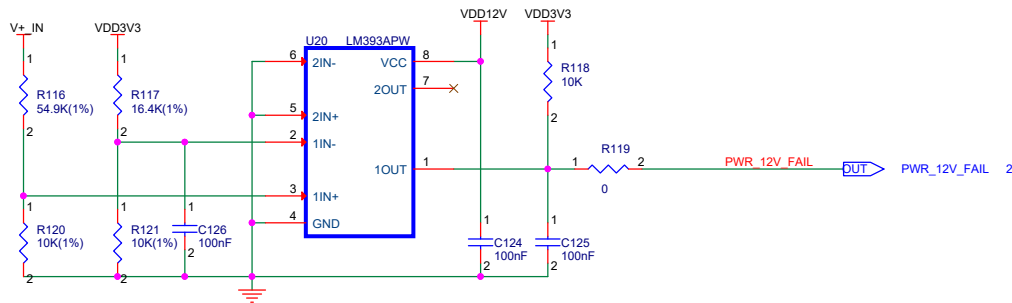 VDD12V VDD3V3
V+_IN VDD3V3
U20 LM393APW
1 1 6 2IN- VCC 8 1
R116 R117 2OUT 7 R118
54.9K(1%) 16.4K(1%) 10K
2 2 5 2IN+ 2
2 1IN-
1OUT 1 1 R119 2 PWR_12V_FAIL OUT PWR_12V_FAIL 2
0
3 1IN+
1 1 1 4 GND 1 1
R120 R121 C126 C124 C125
10K(1%) 10K(1%) 100nF 100nF 100nF
2 2 2 2 2